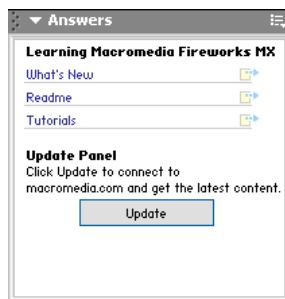 Answers
Learning Macromedia Fireworks MX
What's New
Readme
Tutorials
Update Panel
Click Update to connect to
macromedia.com and get the latest content.
Update